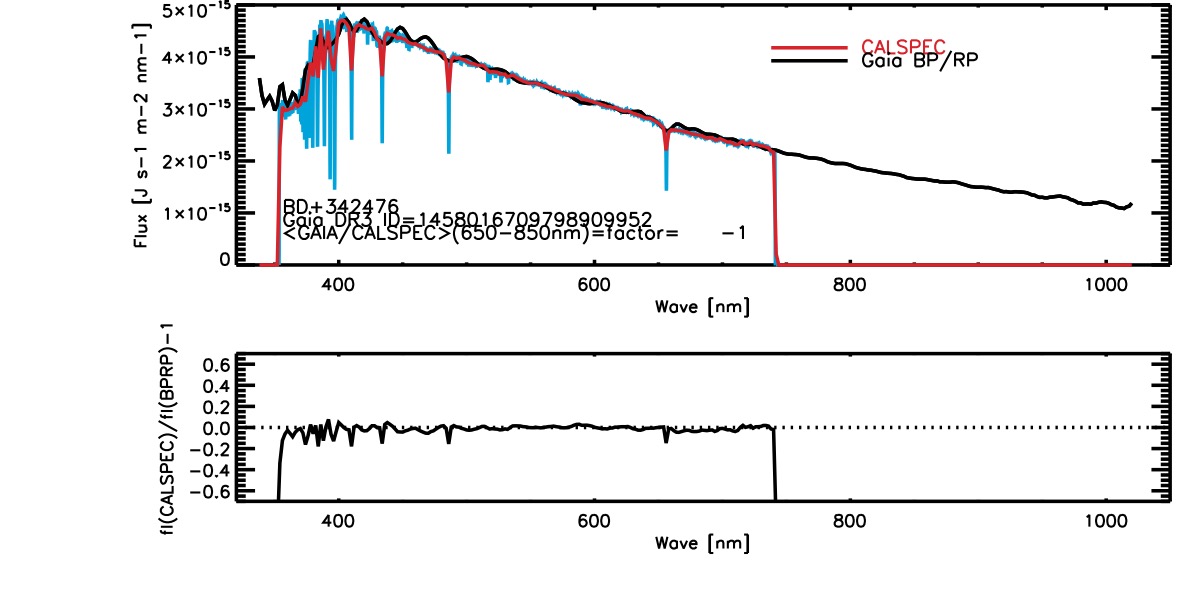 5×10−15
4×10−15
3×10−15
2×10−15
1×10−15
0
Flux [J s−1 m−2 nm−1]
CALSPEC
Gaia BP/RP
BD+342476
Gaia DR3 ID=1458016709798909952
<GAIA/CALSPEC>(650−850nm)=factor= −1
400 600 800 1000
Wave [nm]
fl(CALSPEC)/fl(BPRP)−1
0.6
0.4
0.2
0.0
−0.2
−0.4
−0.6
400 600 800 1000
Wave [nm]